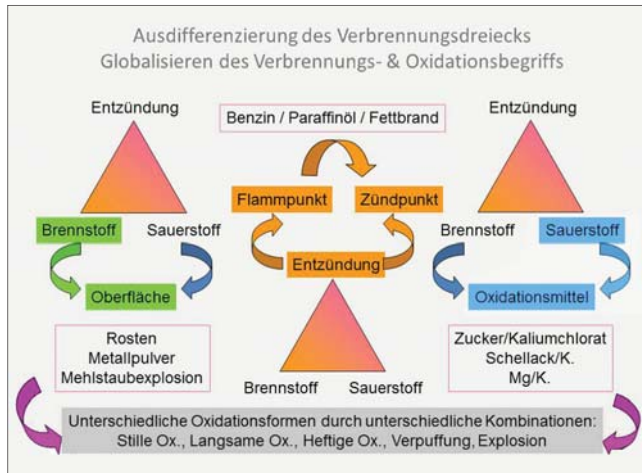 Ausdifferenzierung des Verbrennungsdreiecks
Globalisieren des Verbrennungs- & Oxidationsbegriffs
Entzündung
Brennstoff
Sauerstoff
Oberfläche
Rosten
Metallpulver
Mehlstaubexplosion
Benzin / Paraffinöl / Fettbrand
Flammpunkt
Zündpunkt
Entzündung
Brennstoff
Sauerstoff
Entzündung
Brennstoff
Sauerstoff
Oxidationsmittel
Zucker/Kaliumchlorat
Schellack/K.
Mg/K.
Unterschiedliche Oxidationsformen durch unterschiedliche Kombinationen:
Stille Ox., Langsame Ox., Heftige Ox., Verpuffung, Explosion